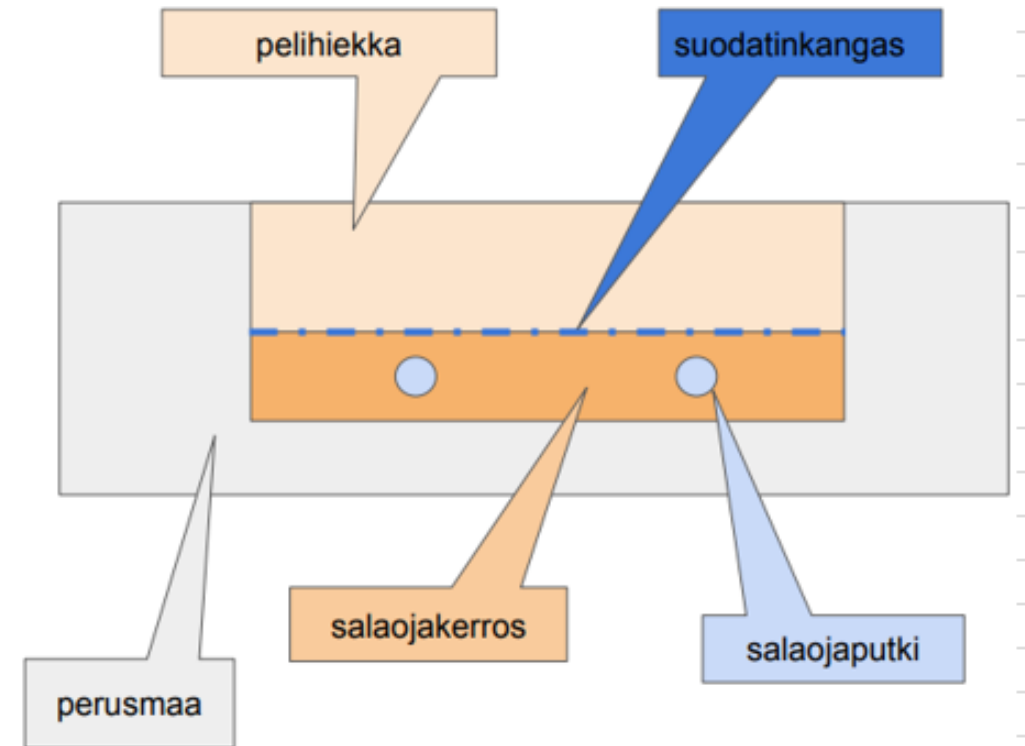 pelihiekka
suodatinkangas
salaojakerros
salaojaputki
perusmaa